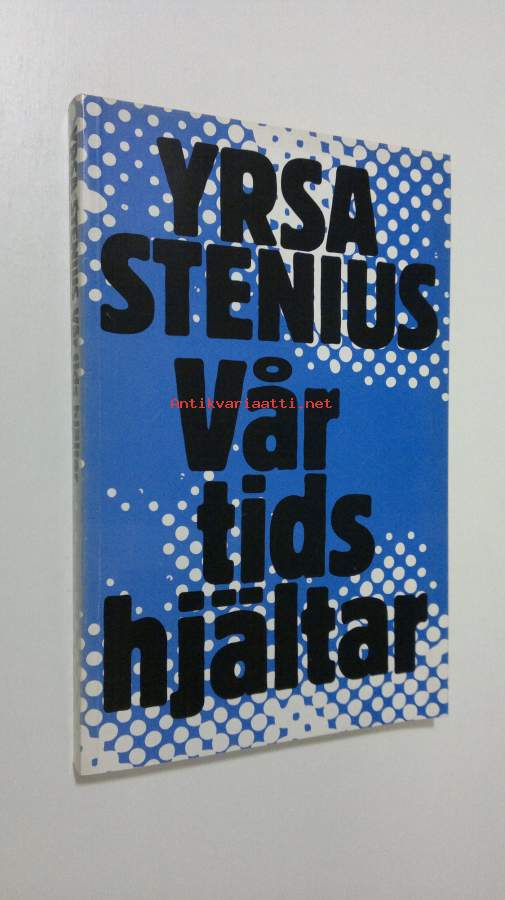 YRSA
STENIUS
Vår
Antikvariaatti.net
tids
hjältar